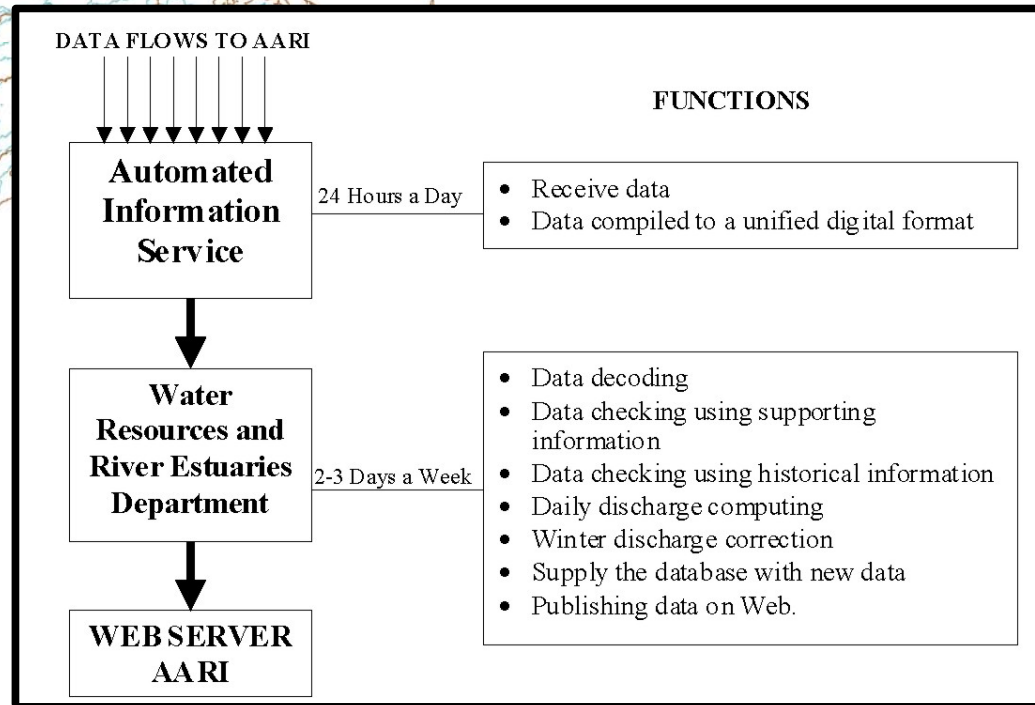 DATA FLOWS TO AARI
FUNCTIONS
Automated
Information
Service
24 Hours a Day
• Receive data
• Data compiled to a unified digital format
Water
Resources and
River Estuaries
Department
2-3 Days a Week
• Data decoding
• Data checking using supporting
information
• Data checking using historical information
• Daily discharge computing
• Winter discharge correction
• Supply the database with new data
• Publishing data on Web.
WEB SERVER
AARI